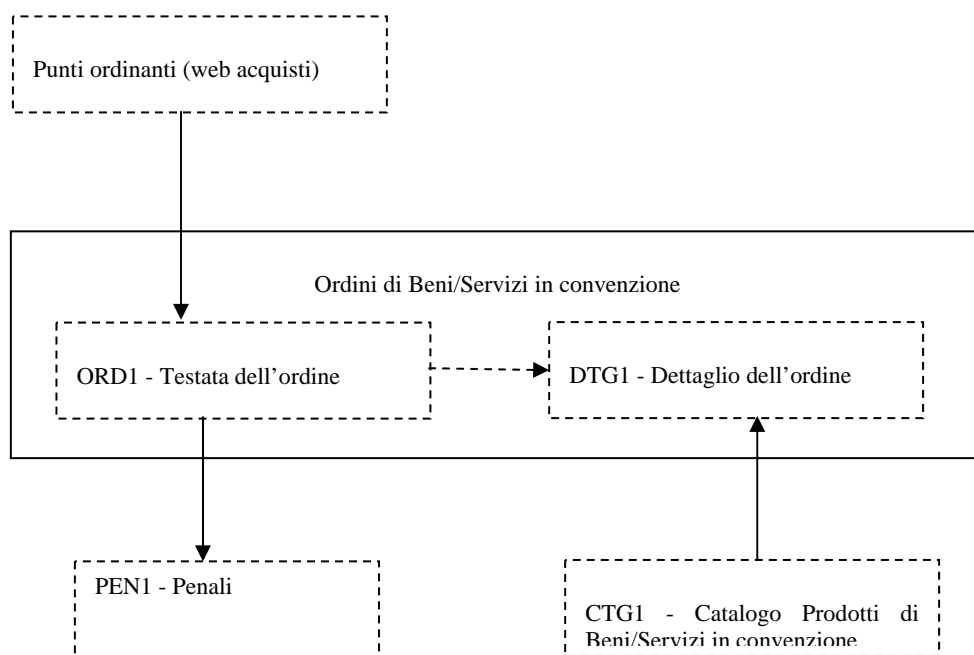 Punti ordinanti (web acquisti)
Ordini di Beni/Servizi in convenzione
ORD1 - Testata dell’ordine
DTG1 - Dettaglio dell’ordine
PEN1 - Penali
CTG1 - Catalogo Prodotti di
Beni/Servizi in convenzione